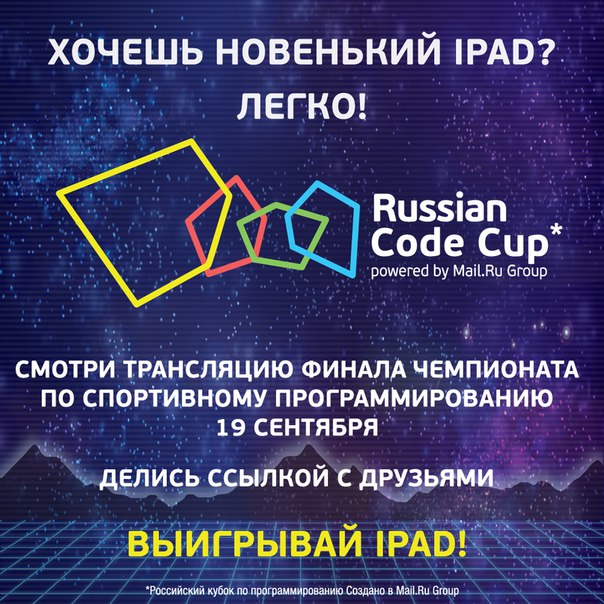 ХОЧЕШЬ НОВЕНЬКИЙ IPAD?
ЛЕГКО!
Russian
Code Cup*
powered by Mail.Ru Group
СМОТРИ ТРАНСЛЯЦИЮ ФИНАЛА ЧЕМПИОНАТА
ПО СПОРТИВНОМУ ПРОГРАММИРОВАНИЮ
19 СЕНТЯБРЯ
ДЕЛИСЬ ССЫЛКОЙ С ДРУЗЬЯМИ
ВЫИГРЫВАЙ IPAD!
*Российский кубок по программированию Создано в Mail.Ru Group